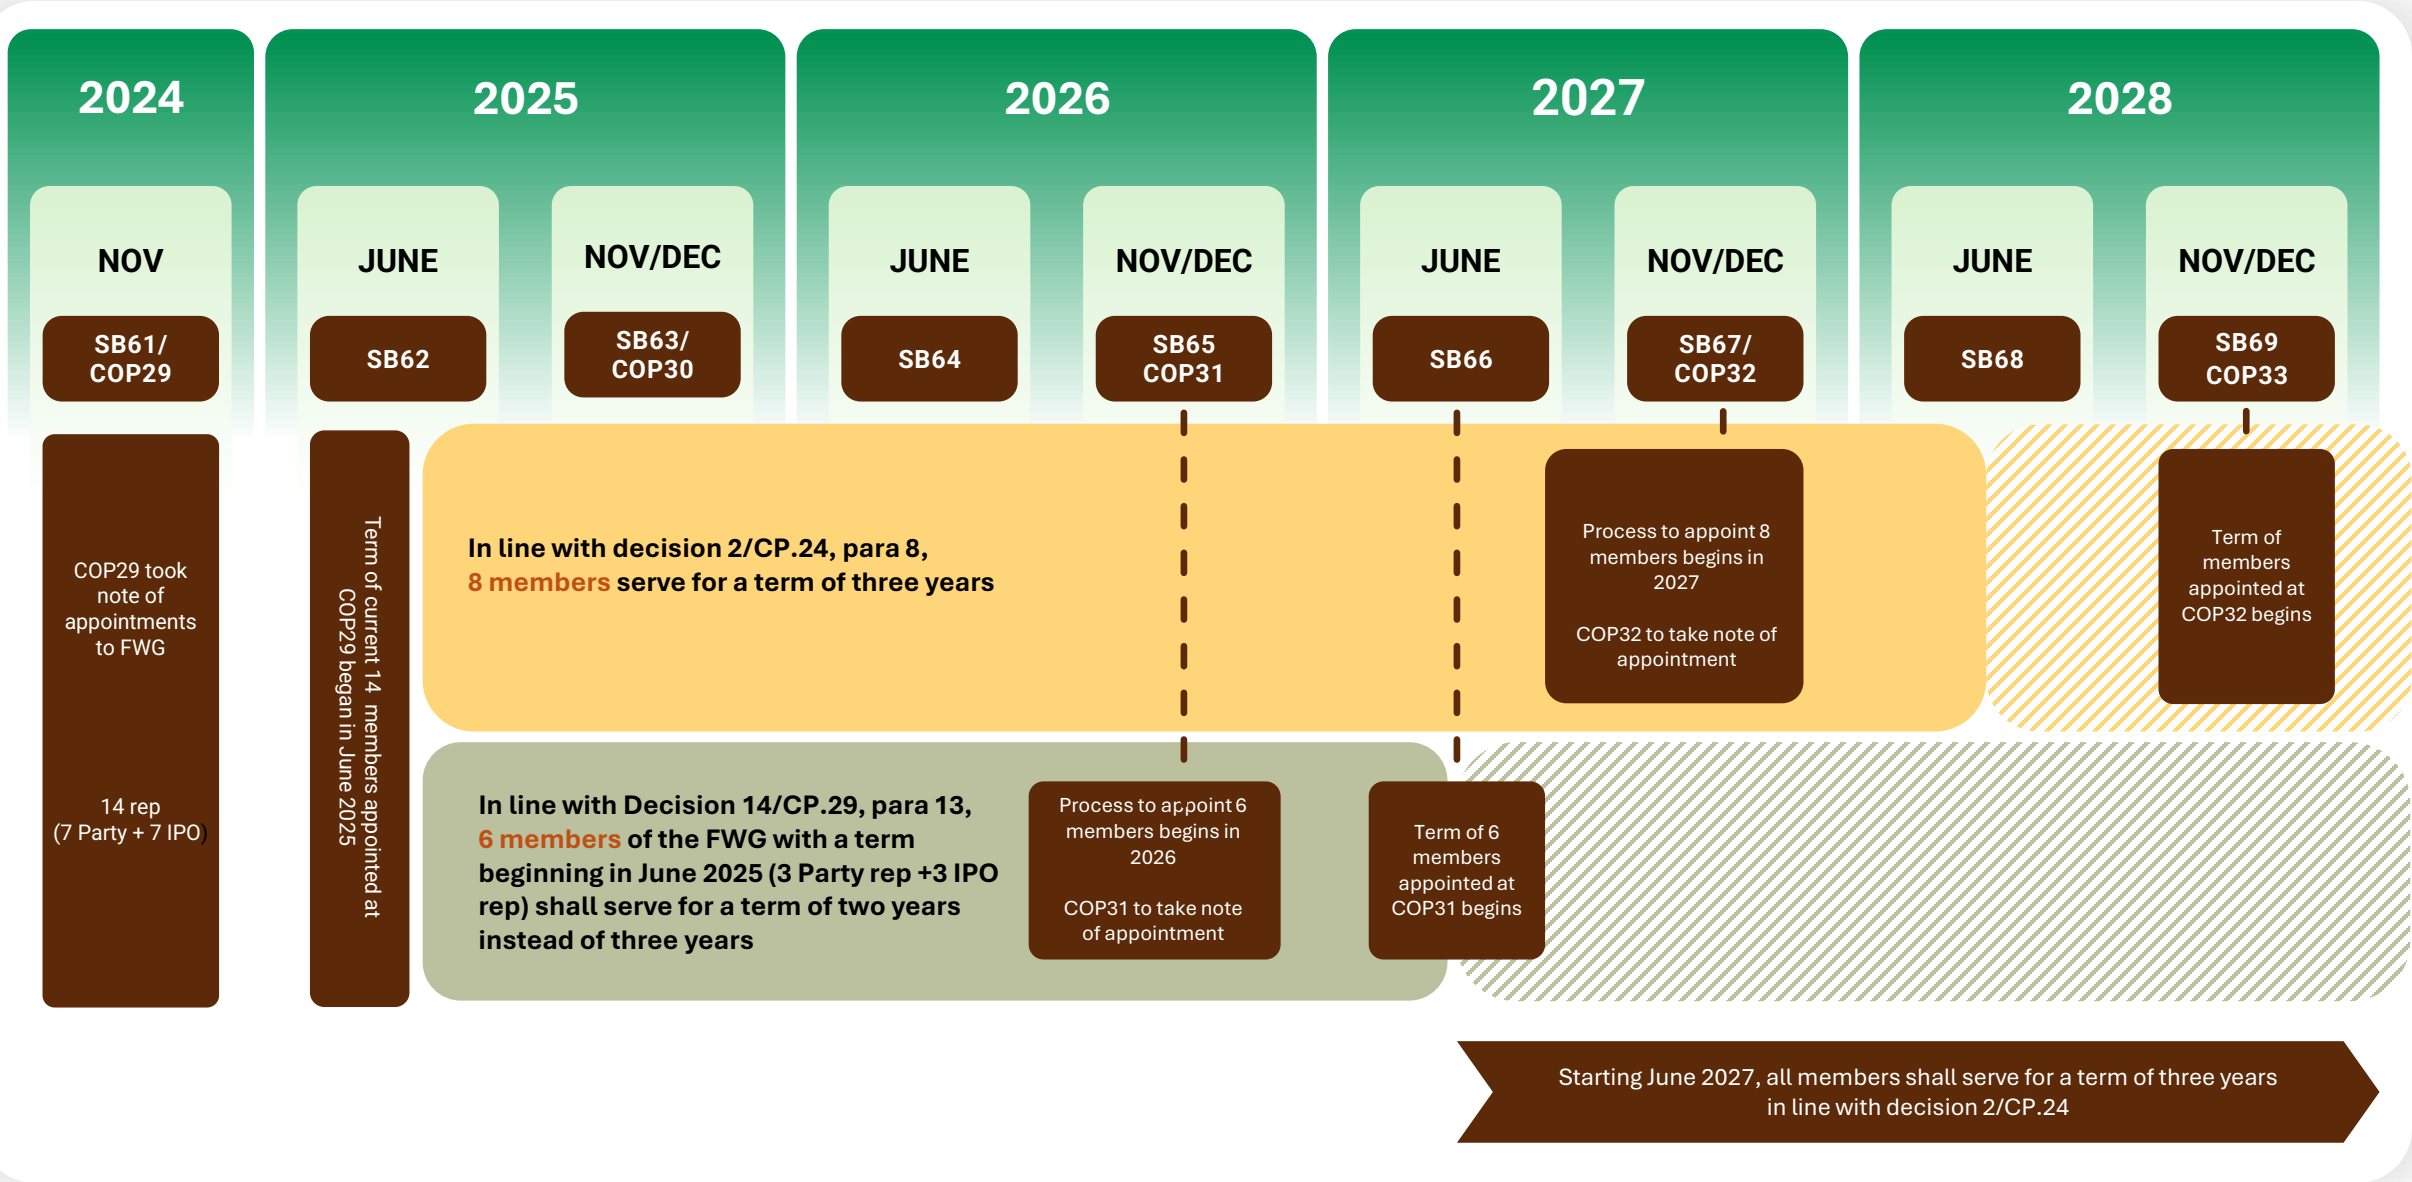 2024
2025
2026
2027
2028
NOV
JUNE
NOV/DEC
JUNE
NOV/DEC
JUNE
NOV/DEC
JUNE
NOV/DEC
SB61/
COP29
SB62
SB63/
COP30
SB64
SB65
COP31
SB66
SB67/
COP32
SB68
SB69
COP33
COP29 took
note of
appointments
to FWG
14 rep
(7 Party + 7 IPO)
Term of current 14 members appointed at
COP29 began in June 2025
In line with decision 2/CP.24, para 8,
8 members serve for a term of three years
Process to appoint 8
members begins in
2027
COP32 to take note of
appointment
Term of
members
appointed at
COP32 begins
In line with Decision 14/CP.29, para 13,
6 members of the FWG with a term
beginning in June 2025 (3 Party rep +3 IPO
rep) shall serve for a term of two years
instead of three years
Process to appoint 6
members begins in
2026
COP31 to take note
of appointment
Term of 6
members
appointed at
COP31 begins
Starting June 2027, all members shall serve for a term of three years
in line with decision 2/CP.24